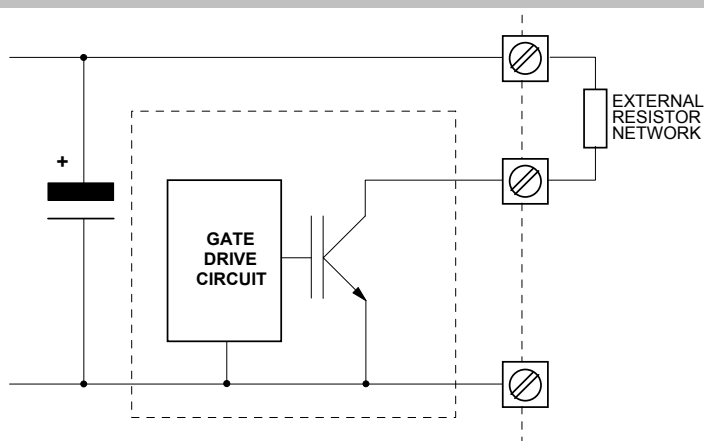 EXTERNAL
RESISTOR
NETWORK
+
GATE
DRIVE
CIRCUIT